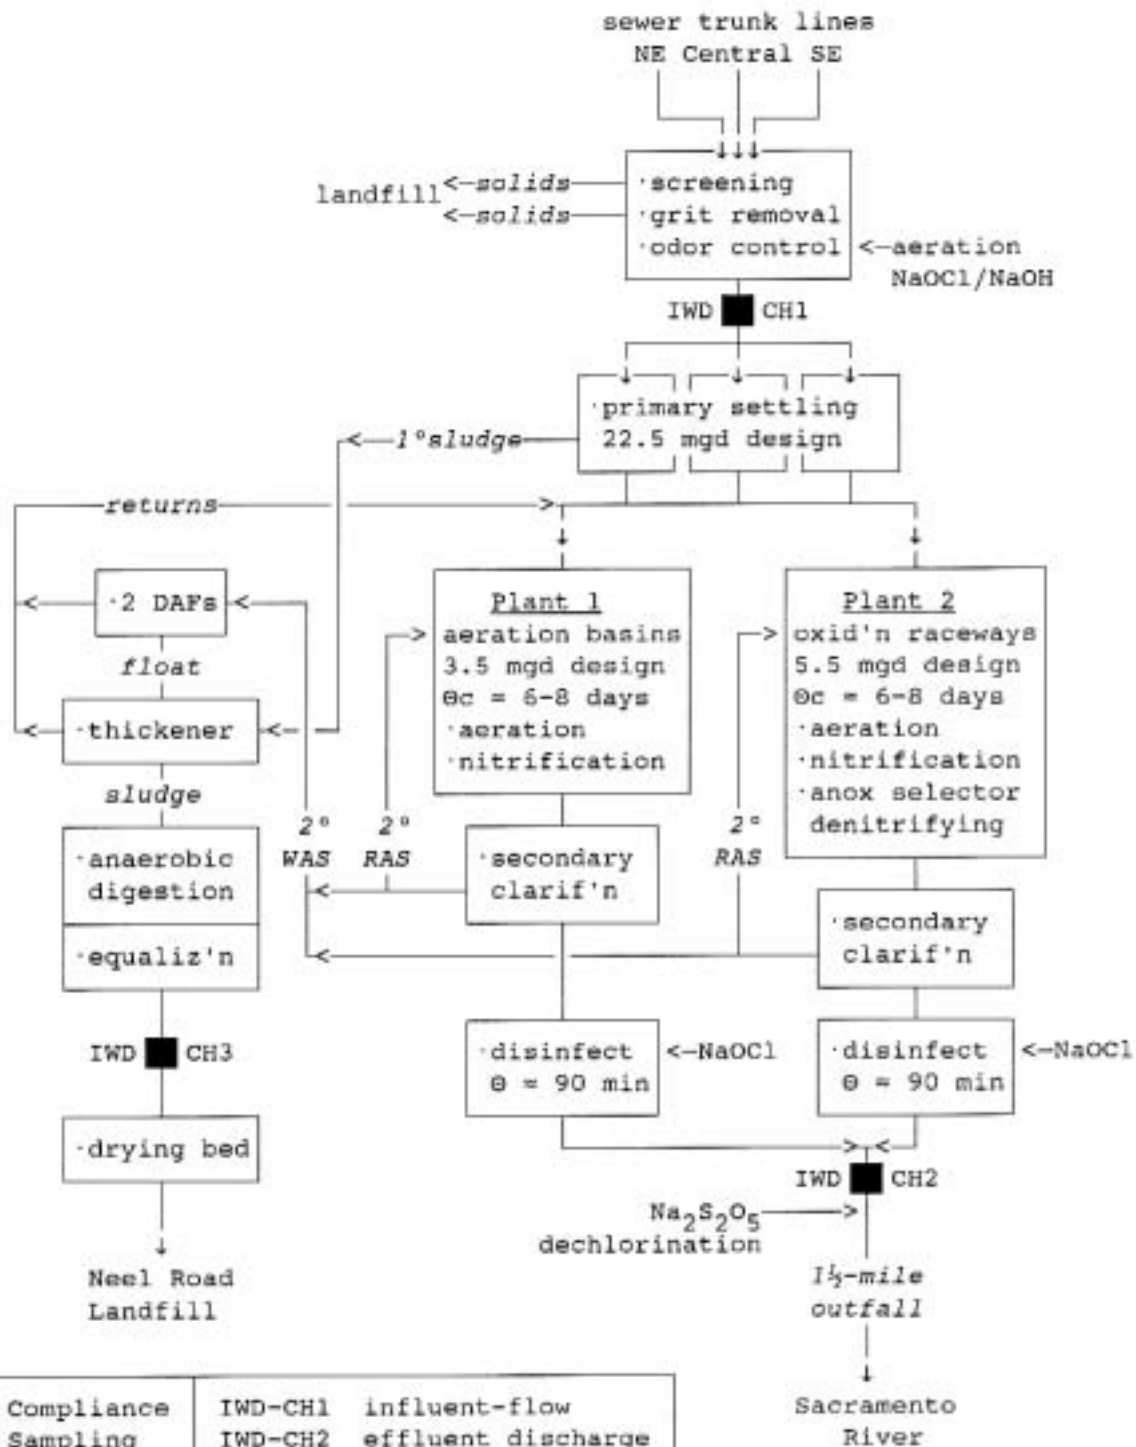 sewer trunk lines
NE Central SE
landfill
<—solids—
<—solids—
·screening
·grit removal
·odor control
<—aeration
NaOCl/NaOH
IWD CH1
·primary settling
22.5 mgd design
<—1°sludge—
returns
·2 DAFs
float
·thickener
sludge
·anaerobic
digestion
·equaliz'n
IWD CH3
·drying bed
Neel Road
Landfill
2°
WAS
2°
RAS
Plant 1
aeration basins
3.5 mgd design
Θc = 6-8 days
·aeration
·nitrification
·secondary
clarif'n
·disinfect
Θ = 90 min
<—NaOCl
2°
RAS
Plant 2
oxid'n raceways
5.5 mgd design
Θc = 6-8 days
·aeration
·nitrification
·anox selector
denitrifying
·secondary
clarif'n
·disinfect
Θ = 90 min
<—NaOCl
IWD CH2
Na2S2O5
dechlorination
1½-mile
outfall
Sacramento
River
Compliance
Sampling
IWD-CH1 influent-flow
IWD-CH2 effluent discharge